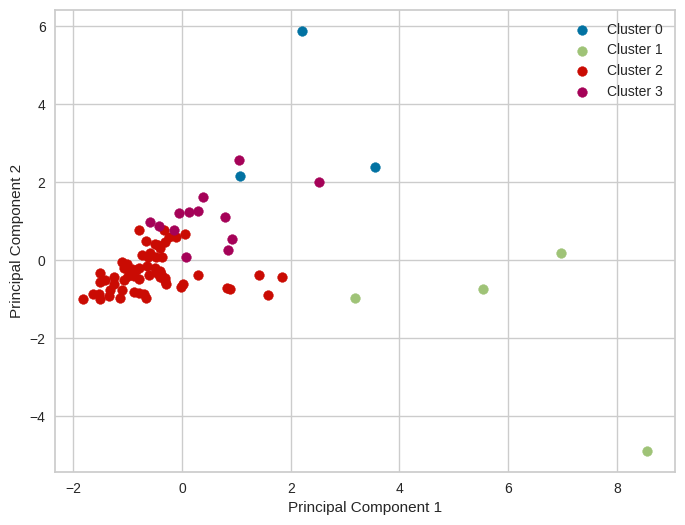 6
4
2
0
−2
−4
−2
0
2
4
6
8
Principal Component 2
Principal Component 1
Cluster 0
Cluster 1
Cluster 2
Cluster 3